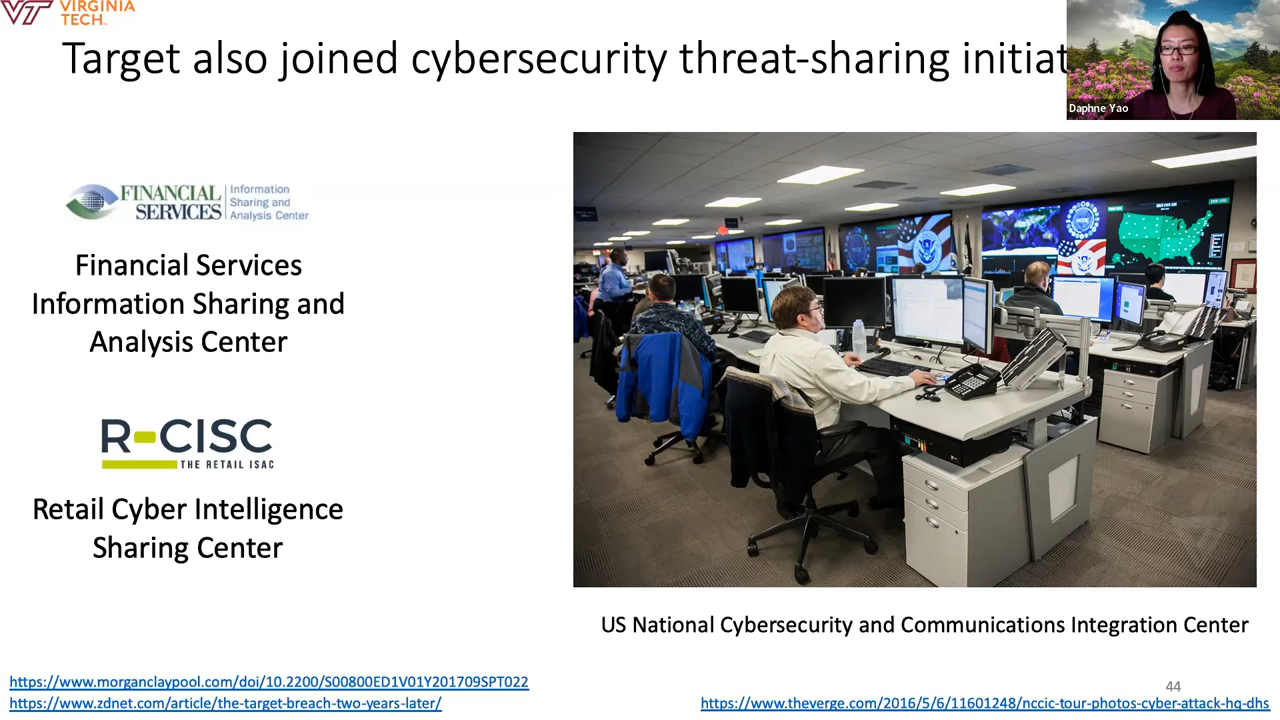 VIRGINIA
TECH
Target also joined cybersecurity threat-sharing initiat
Daphne Yao
FINANCIAL
SERVICES
Information
Sharing and
Analysis Center
Financial Services
Information Sharing and
Analysis Center
R-CISC
THE RETAIL ISAC
Retail Cyber Intelligence
Sharing Center
US National Cybersecurity and Communications Integration Center
https://www.morganclaypool.com/doi/10.2200/S00800ED1V01Y201709SPT022
https://www.zdnet.com/article/the-target-breach-two-years-later/
44
https://www.theverge.com/2016/5/6/11601248/nccic-tour-photos-cyber-attack-hq-dhs